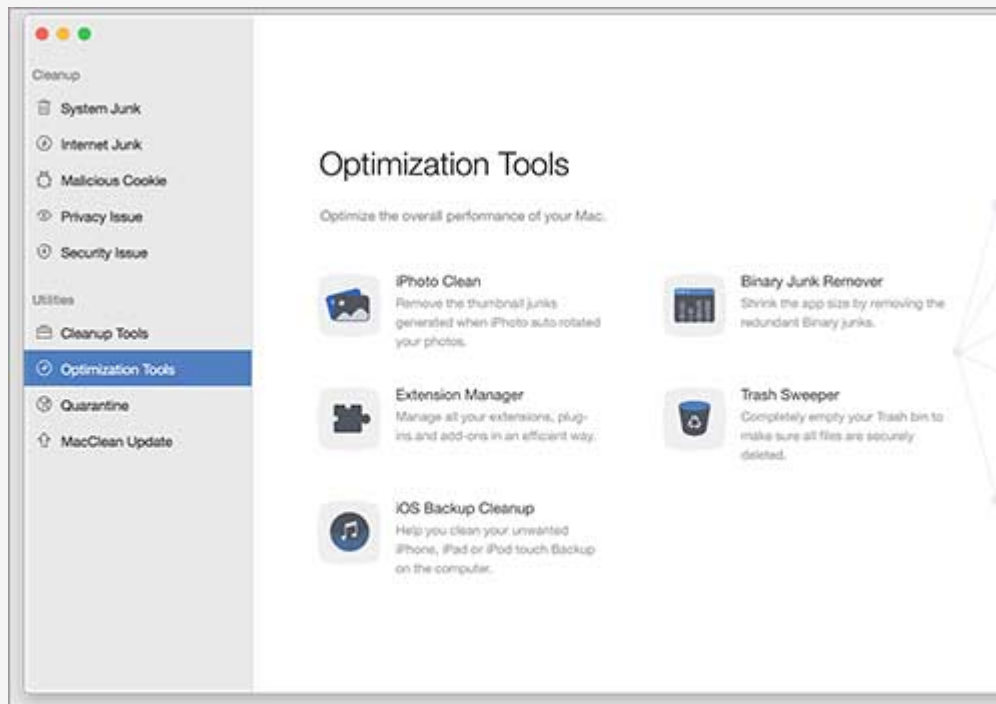 Cleanup
System Junk
Internet Junk
Malicious Cookie
Privacy Issue
Security Issue
Utilities
Cleanup Tools
Optimization Tools
Quarantine
MacClean Update
Optimization Tools
Optimize the overall performance of your Mac.
iPhoto Clean
Remove the thumbnail junks
generated when iPhoto auto rotated
your photos.
Binary Junk Remover
Shrink the app size by removing the
redundant Binary junks.
Extension Manager
Manage all your extensions, plug-
ins and add-ons in an efficient way.
Trash Sweeper
Completely empty your Trash bin to
make sure all files are securely
deleted.
iOS Backup Cleanup
Help you clean your unwanted
iPhone, iPad or iPod touch Backup
on the computer.